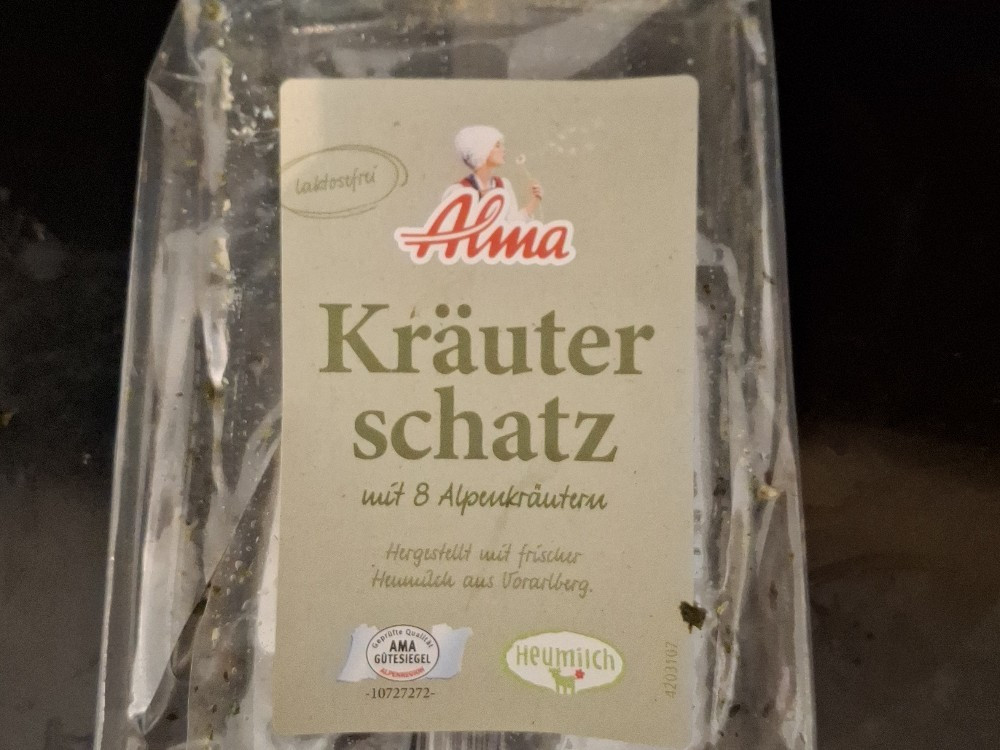 laktosefrei
Alma
Kräuter
schatz
mit 8 Alpenkräutern
Hergestellt mit frischer
Heumilch aus Vorarlberg.
Geprüfte Qualität
AMA
GÜTESIEGEL
ALPENREGION
-10727272-
Heumilch
4203107